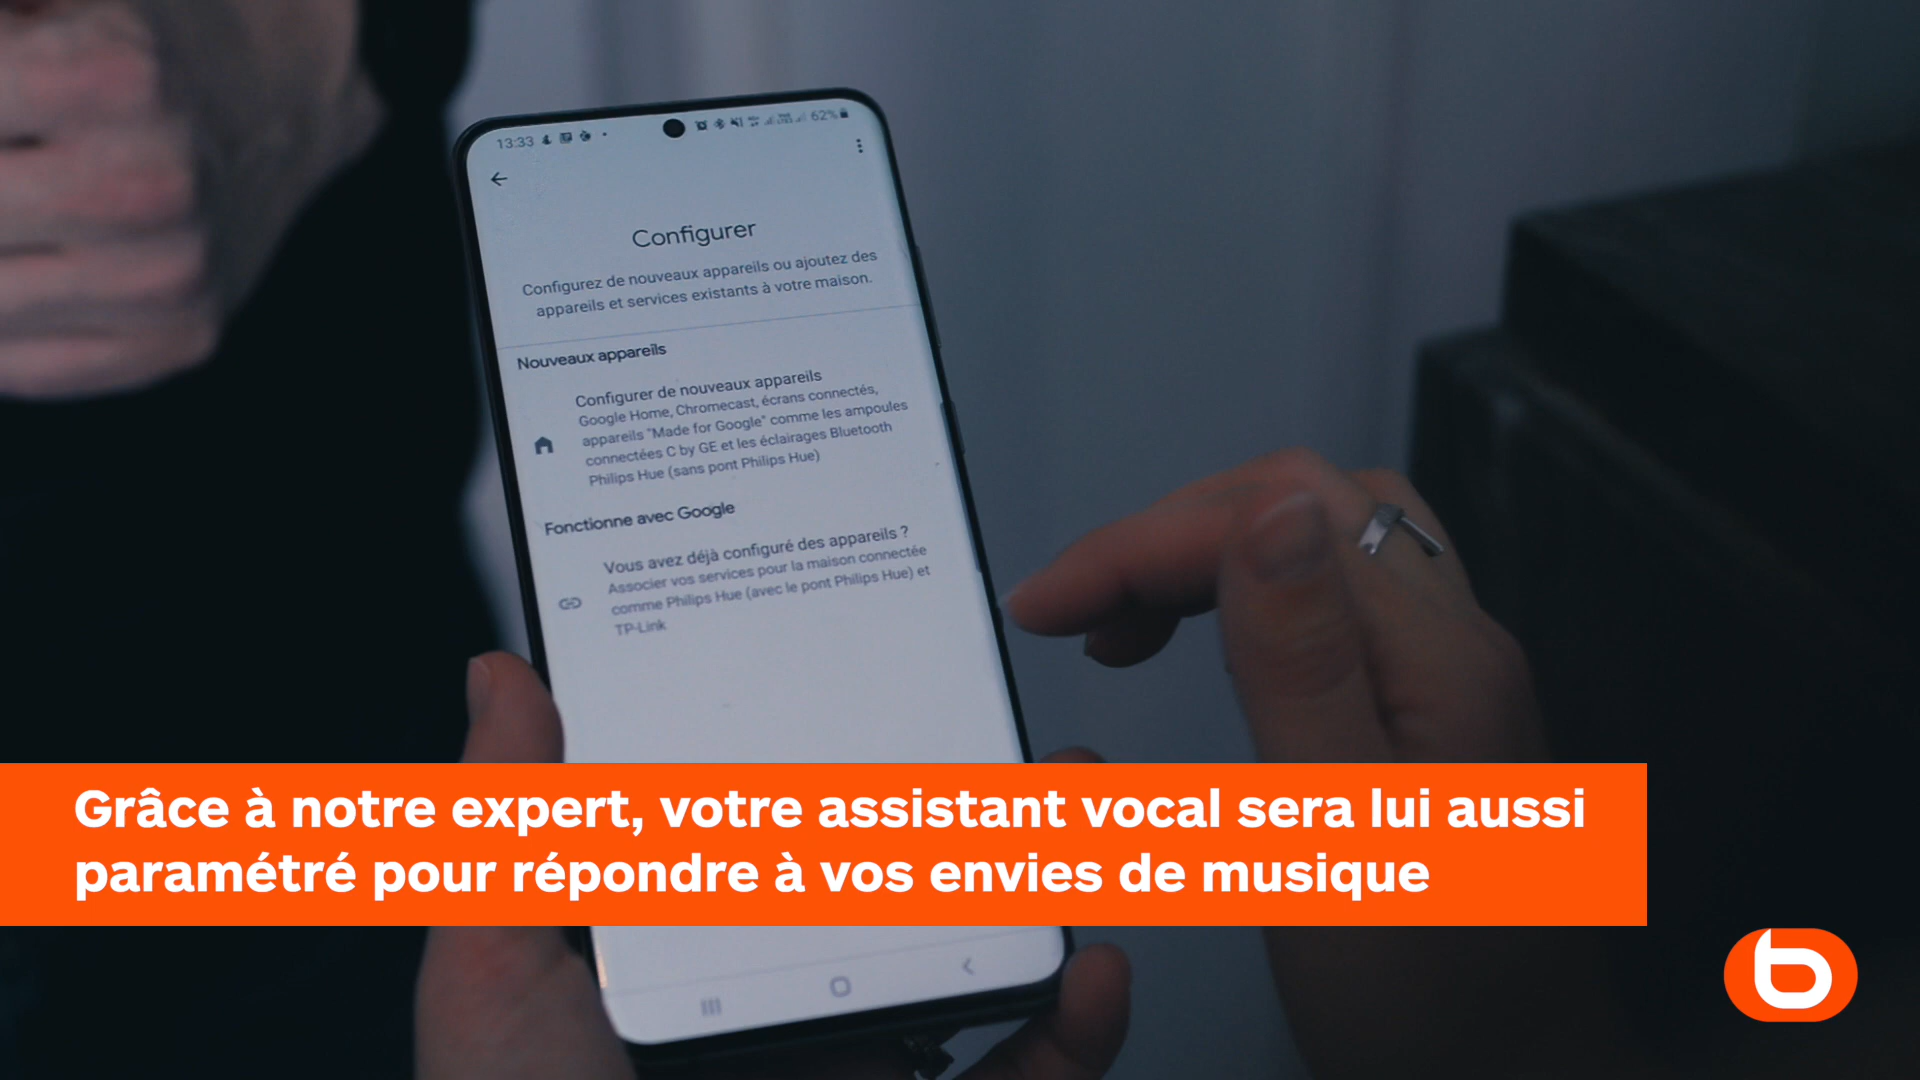 13:33
62%
Configurer
Configurez de nouveaux appareils ou ajoutez des
appareils et services existants à votre maison.
Nouveaux appareils
Configurer de nouveaux appareils
Google Home, Chromecast, écrans connectés,
appareils "Made for Google" comme les ampoules
connectées C by GE et les éclairages Bluetooth
Philips Hue (sans pont Philips Hue)
Fonctionne avec Google
Vous avez déjà configuré des appareils ?
Associer vos services pour la maison connectée
comme Philips Hue (avec le pont Philips Hue) et
TP-Link
Grâce à notre expert, votre assistant vocal sera lui aussi
paramétré pour répondre à vos envies de musique
b